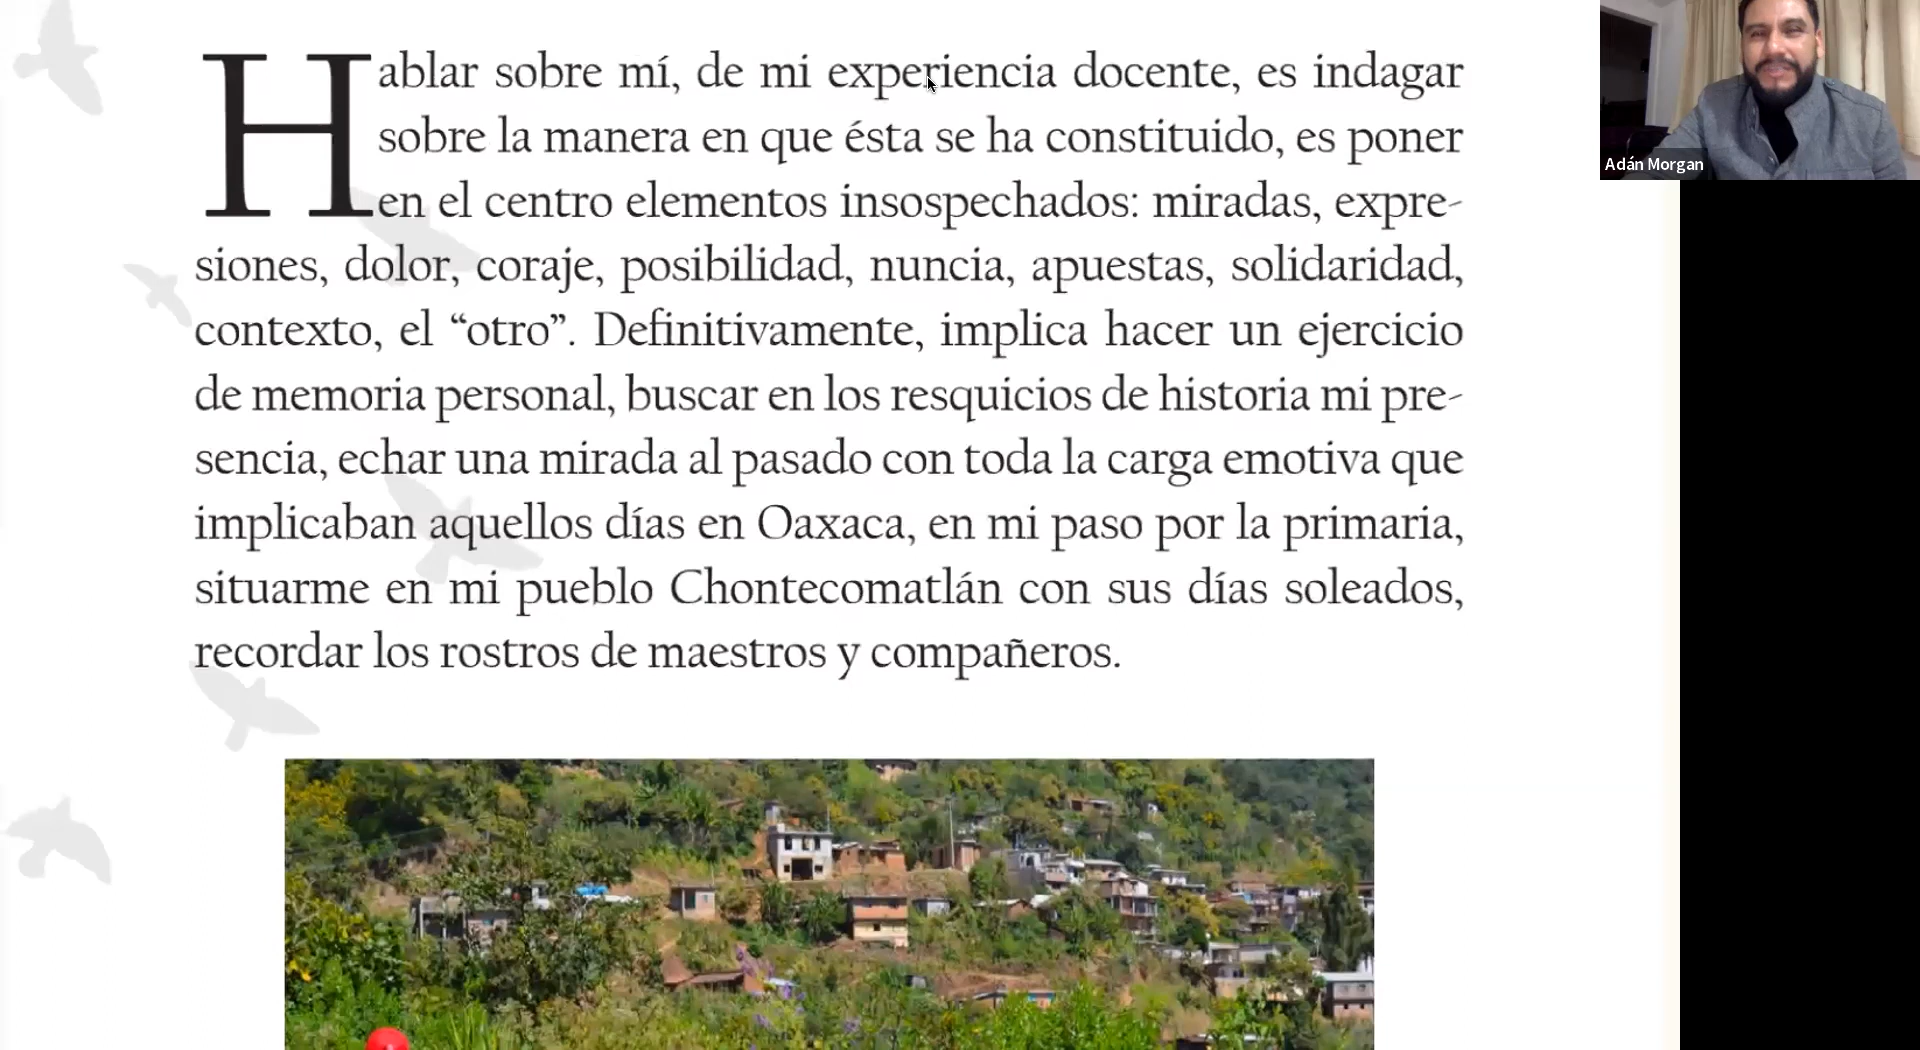 Hablar sobre mí, de mi experiencia docente, es indagar
sobre la manera en que ésta se ha constituido, es poner
en el centro elementos insospechados: miradas, expre-
siones, dolor, coraje, posibilidad, nuncia, apuestas, solidaridad,
contexto, el “otro”. Definitivamente, implica hacer un ejercicio
de memoria personal, buscar en los resquicios de historia mi pre-
sencia, echar una mirada al pasado con toda la carga emotiva que
implicaban aquellos días en Oaxaca, en mi paso por la primaria,
situarme en mi pueblo Chontecomatlán con sus días soleados,
recordar los rostros de maestros y compañeros.
Adán Morgan